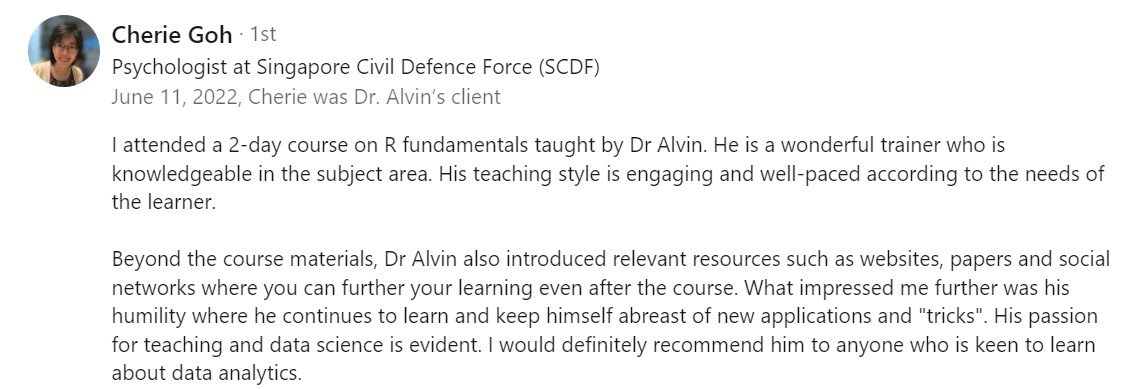 Cherie Goh · 1st
Psychologist at Singapore Civil Defence Force (SCDF)
June 11, 2022, Cherie was Dr. Alvin's client
I attended a 2-day course on R fundamentals taught by Dr Alvin. He is a wonderful trainer who is
knowledgeable in the subject area. His teaching style is engaging and well-paced according to the needs of
the learner.
Beyond the course materials, Dr Alvin also introduced relevant resources such as websites, papers and social
networks where you can further your learning even after the course. What impressed me further was his
humility where he continues to learn and keep himself abreast of new applications and "tricks". His passion
for teaching and data science is evident. I would definitely recommend him to anyone who is keen to learn
about data analytics.